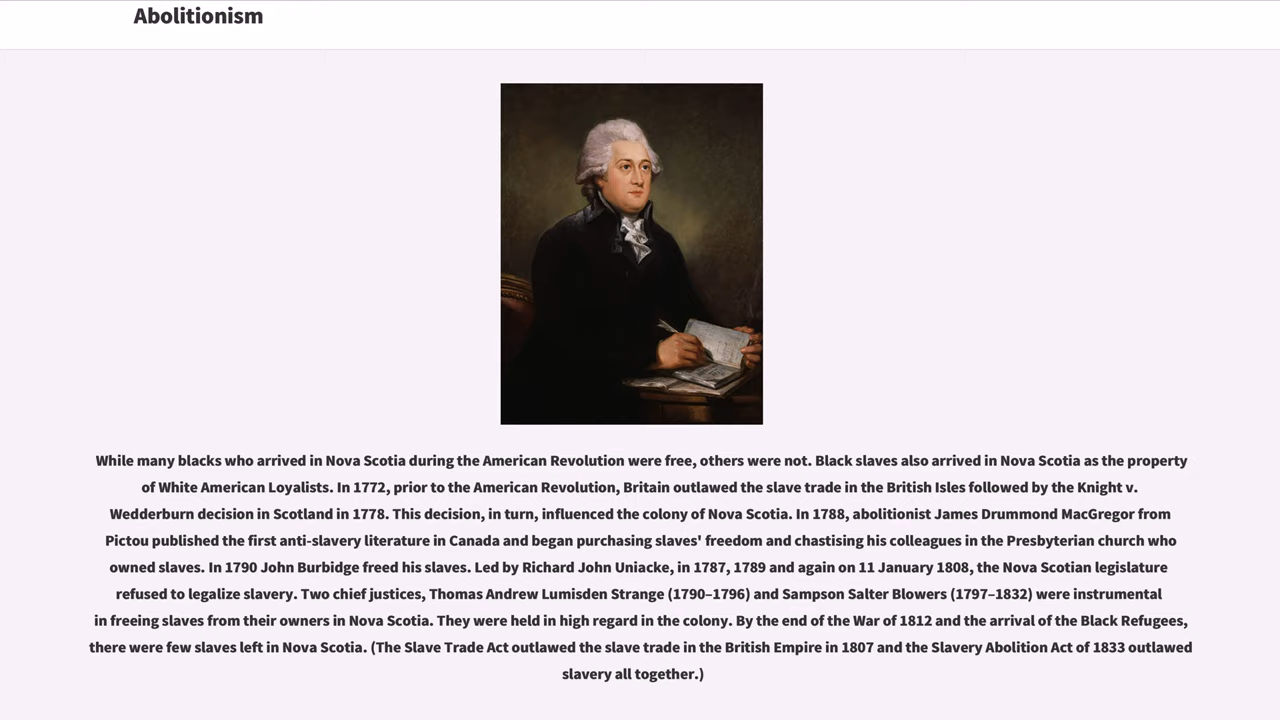 Abolitionism
While many blacks who arrived in Nova Scotia during the American Revolution were free, others were not. Black slaves also arrived in Nova Scotia as the property
of White American Loyalists. In 1772, prior to the American Revolution, Britain outlawed the slave trade in the British Isles followed by the Knight v.
Wedderburn decision in Scotland in 1778. This decision, in turn, influenced the colony of Nova Scotia. In 1788, abolitionist James Drummond MacGregor from
Pictou published the first anti-slavery literature in Canada and began purchasing slaves' freedom and chastising his colleagues in the Presbyterian church who
owned slaves. In 1790 John Burbidge freed his slaves. Led by Richard John Uniacke, in 1787, 1789 and again on 11 January 1808, the Nova Scotian legislature
refused to legalize slavery. Two chief justices, Thomas Andrew Lumisden Strange (1790–1796) and Sampson Salter Blowers (1797–1832) were instrumental
in freeing slaves from their owners in Nova Scotia. They were held in high regard in the colony. By the end of the War of 1812 and the arrival of the Black Refugees,
there were few slaves left in Nova Scotia. (The Slave Trade Act outlawed the slave trade in the British Empire in 1807 and the Slavery Abolition Act of 1833 outlawed
slavery all together.)